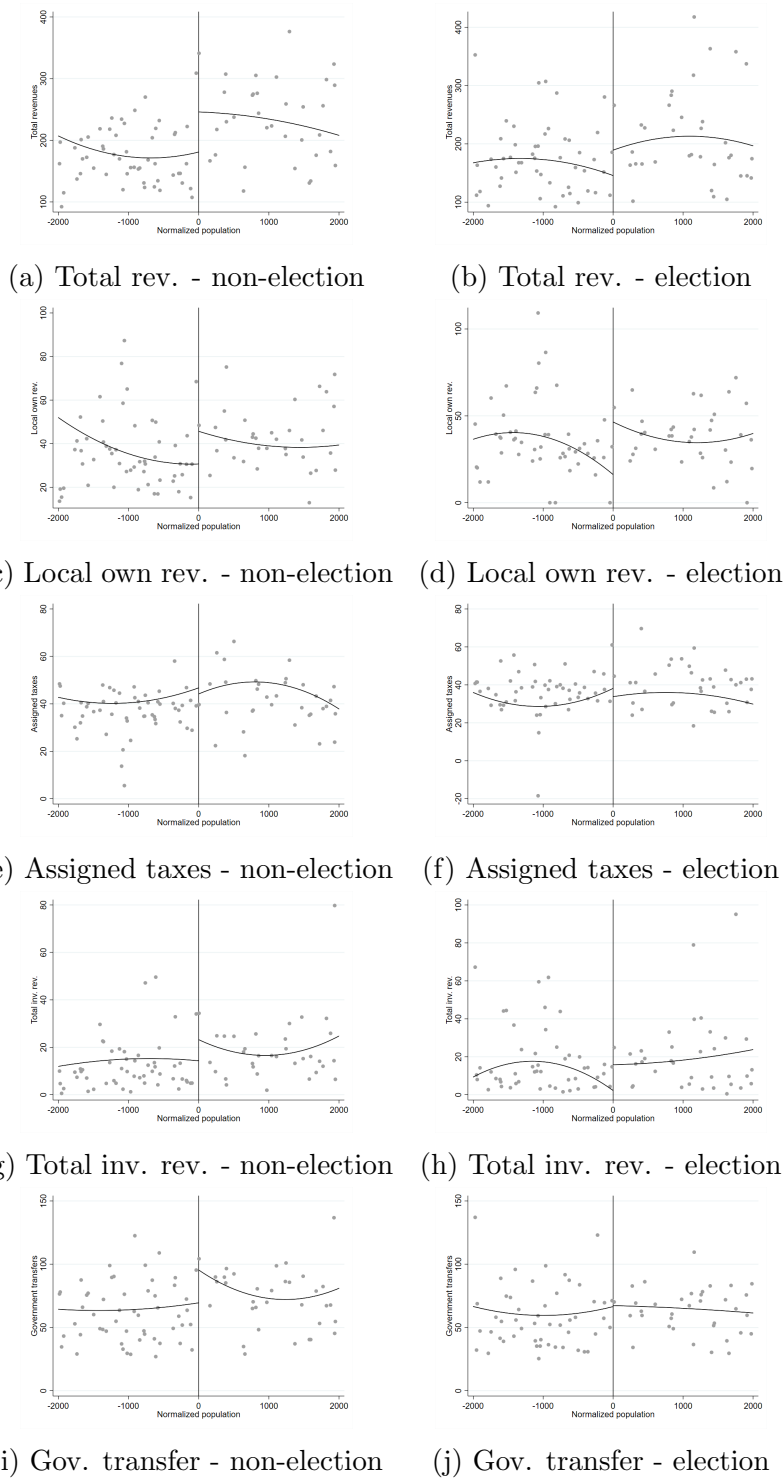 400
300
200
100
Total revenues
-2000 -1000 0 1000 2000
Normalized population
400
300
200
100
Total revenues
-2000 -1000 0 1000 2000
Normalized population
(a) Total rev. - non-election
(b) Total rev. - election
100
80
60
40
20
Local own rev.
-2000 -1000 0 1000 2000
Normalized population
100
50
0
Local own rev.
-2000 -1000 0 1000 2000
Normalized population
) Local own rev. - non-election
(d) Local own rev. - election
80
60
40
20
0
Assigned taxes
-2000 -1000 0 1000 2000
Normalized population
80
60
40
20
0
-20
Assigned taxes
-2000 -1000 0 1000 2000
Normalized population
) Assigned taxes - non-election
(f) Assigned taxes - election
80
60
40
20
0
Total inv. rev.
-2000 -1000 0 1000 2000
Normalized population
100
80
60
40
20
0
Total inv. rev.
-2000 -1000 0 1000 2000
Normalized population
) Total inv. rev. - non-election
(h) Total inv. rev. - election
150
100
50
0
Government transfers
-2000 -1000 0 1000 2000
Normalized population
150
100
50
0
Government transfers
-2000 -1000 0 1000 2000
Normalized population
i) Gov. transfer - non-election
(j) Gov. transfer - election